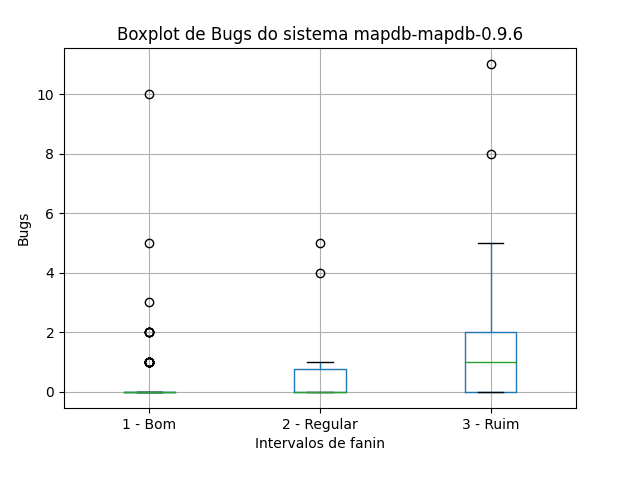 Boxplot de Bugs do sistema mapdb-mapdb-0.9.6
10
8
6
4
2
0
Bugs
1 - Bom
2 - Regular
3 - Ruim
Intervalos de fanin